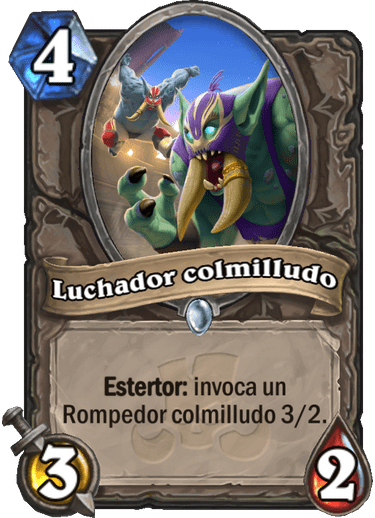 4
Luchador colmilludo
Estertor: invoca un
Rompedor colmilludo 3/2.
3
2